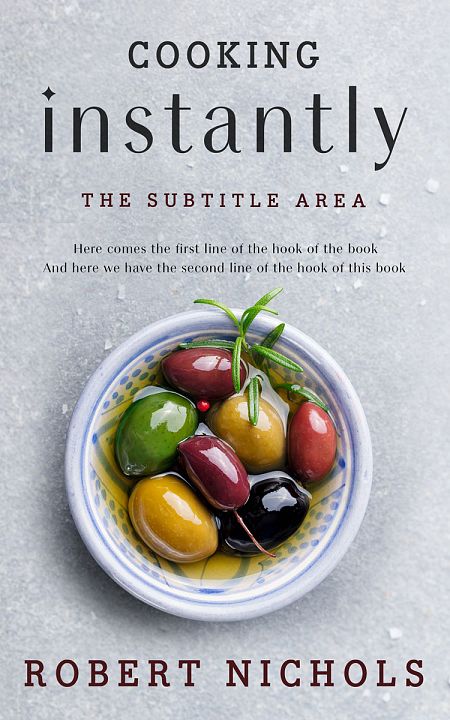 COOKING
instantly
THE SUBTITLE AREA
Here comes the first line of the hook of the book
And here we have the second line of the hook of this book
ROBERT NICHOLS